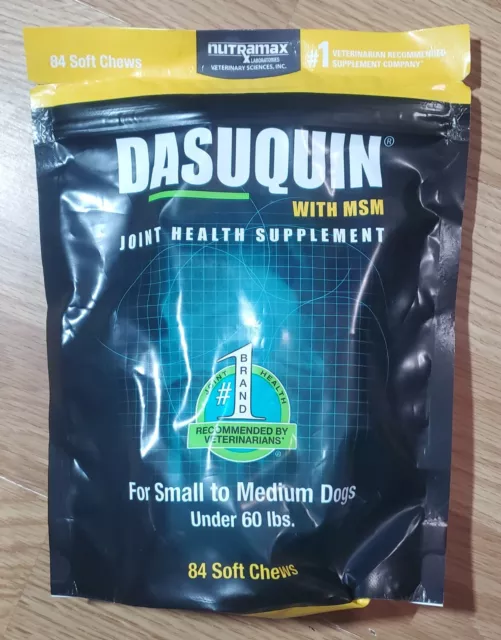 84 Soft Chews
nutramax
LABORATORIES
VETERINARY SCIENCES, INC.
#1 VETERINARIAN RECOMMENDED
SUPPLEMENT COMPANY*
DASUQUIN®
WITH MSM
JOINT HEALTH SUPPLEMENT
JOINT HEALTH
#1
BRAND
RECOMMENDED BY
VETERINARIANS*
For Small to Medium Dogs
Under 60 lbs.
84 Soft Chews